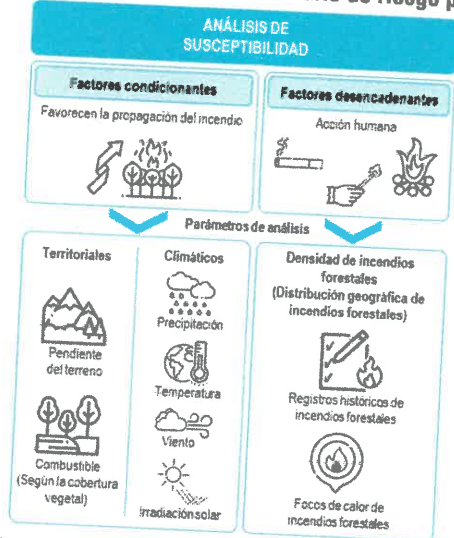 de Riesgo p
ANÁLISIS DE
SUSCEPTIBILIDAD
Factores condicionantes
Favorecen la propagación del incendio
Factores desencadenantes
Acción humana
Parámetros de análisis
Territoriales
Pendiente
del terreno
Combustible
(Según la cobertura
vegetal)
Climáticos
Precipitación
Temperatura
Viento
Irradiación solar
Densidad de incendios
forestales
(Distribución geográfica de
incendios forestales)
Registros históricos de
incendios forestales
Focos de calor de
incendios forestales